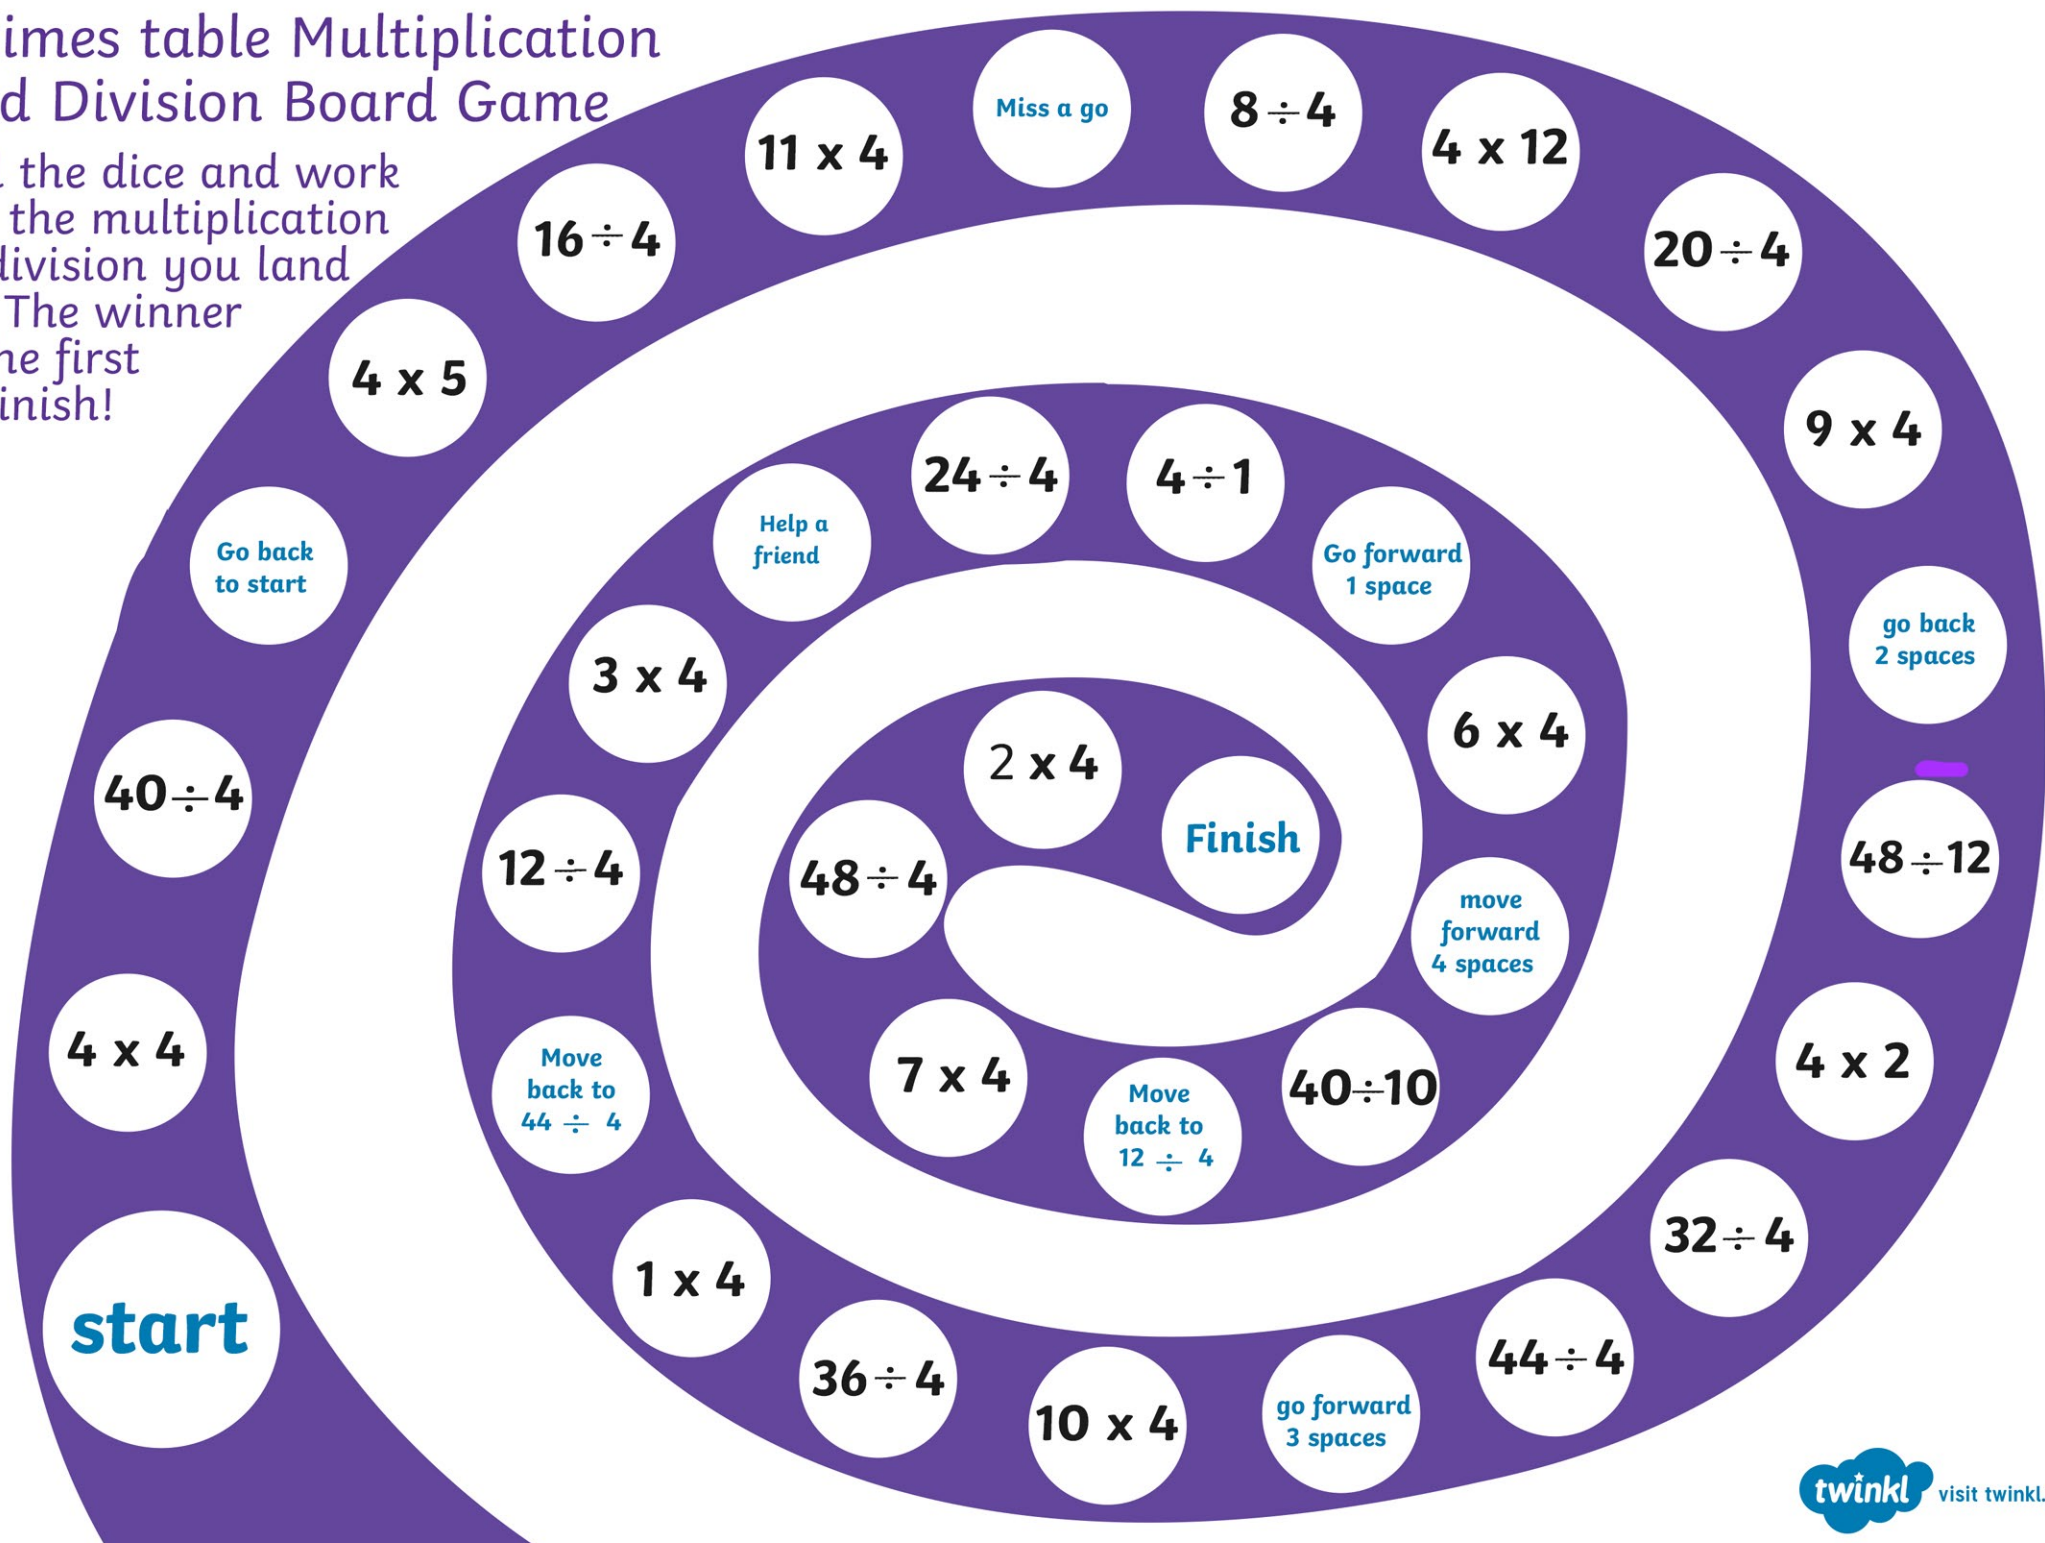 imes table Multiplication
d Division Board Game
l the dice and work
the multiplication
division you land
The winner
he first
inish!
start
4 x 4
40 ÷ 4
Go back
to start
4 x 5
16 ÷ 4
11 x 4
Miss a go
8 ÷ 4
4 x 12
20 ÷ 4
9 x 4
go back
2 spaces
48 ÷ 12
4 x 2
32 ÷ 4
44 ÷ 4
go forward
3 spaces
10 x 4
36 ÷ 4
1 x 4
Move
back to
44 ÷ 4
12 ÷ 4
3 x 4
Help a
friend
24 ÷ 4
4 ÷ 1
Go forward
1 space
6 x 4
move
forward
4 spaces
40÷10
Move
back to
12 ÷ 4
7 x 4
48 ÷ 4
2 x 4
Finish
twinkl visit twinkl.